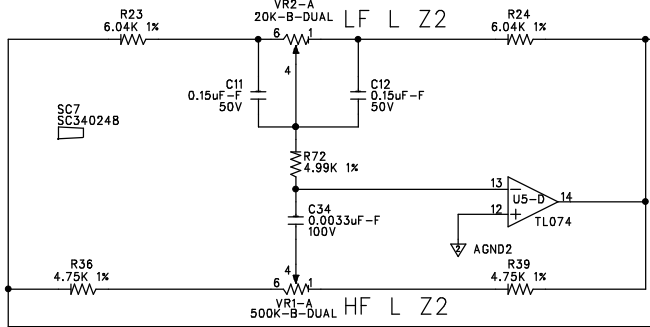 VR2-A
20K-B-DUAL
LF L Z2
R23
6.04K 1%
R24
6.04K 1%
6
1
4
C11
0.15uF-F
50V
C12
0.15uF-F
50V
SC7
SC34024B
R72
4.99K 1%
13
U5-D
14
12
TL074
C34
0.0033uF-F
100V
2
AGND2
R36
4.75K 1%
4
R39
4.75K 1%
6
1
VR1-A
500K-B-DUAL
HF L Z2